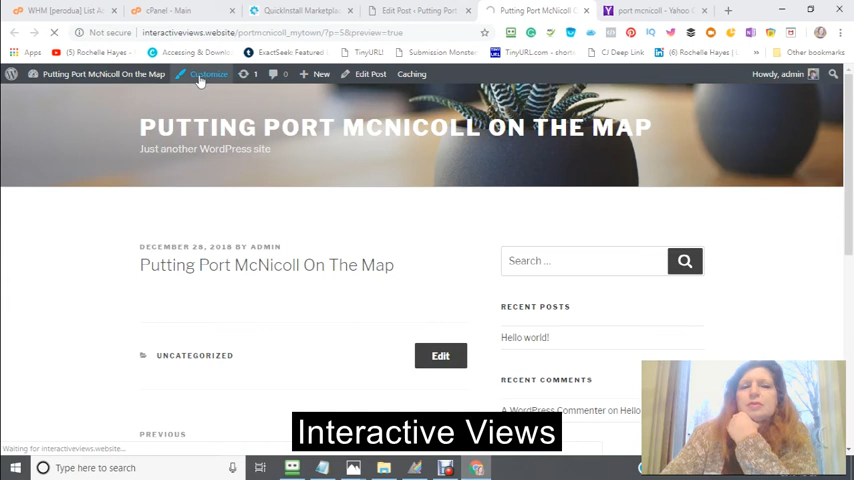 WHM [perodua] List A
cPanel - Main
QuickInstall Marketpla
Edit Post ‹ Putting Port
Putting Port McNicoll O
port mcnicoll - Yahoo C
Not secure
interactiveviews.website/portmcnicoll_mytown/?p=5&preview=true
Apps
(5) Rochelle Hayes -
Accessing & Downlo
ExactSeek: Featured L
TinyURL!
Submission Monster
TinyURL.com - short
CJ Deep Link
Rochelle Hayes (
Other bookmarks
Putting Port McNicoll On the Map
Customize
1
0
New
Edit Post
Caching
Howdy, admin
PUTTING PORT MCNICOLL ON THE MAP
Just another WordPress site
DECEMBER 28, 2018 BY ADMIN
Putting Port McNicoll On The Map
Search ...
RECENT POSTS
Hello world!
UNCATEGORIZED
Edit
RECENT COMMENTS
A WordPress Commenter on Hello
PREVIOUS
Interactive Views
Waiting for interactiveviews.website...
Type here to search